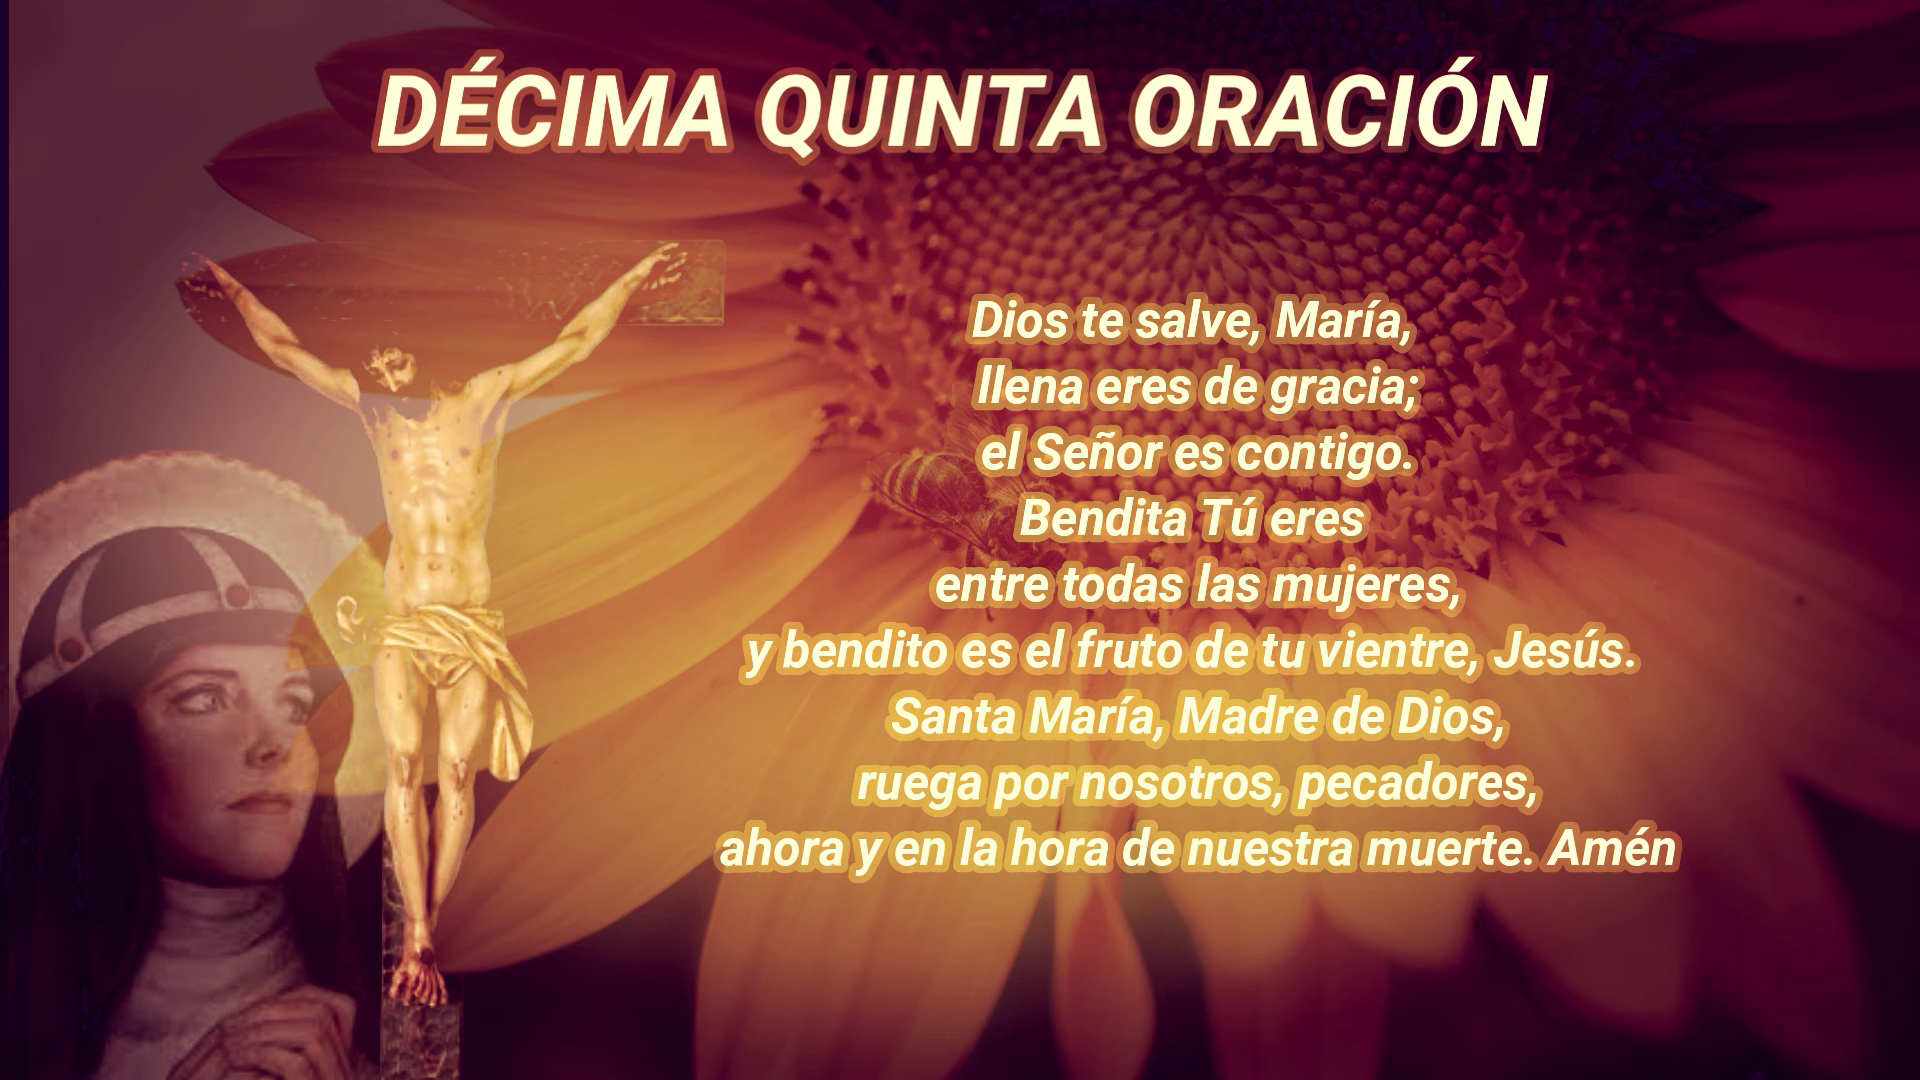 DÉCIMA QUINTA ORACIÓN
Dios te salve, María,
llena eres de gracia;
el Señor es contigo.
Bendita Tú eres
entre todas las mujeres,
y bendito es el fruto de tu vientre, Jesús.
Santa María, Madre de Dios,
ruega por nosotros, pecadores,
ahora y en la hora de nuestra muerte. Amén